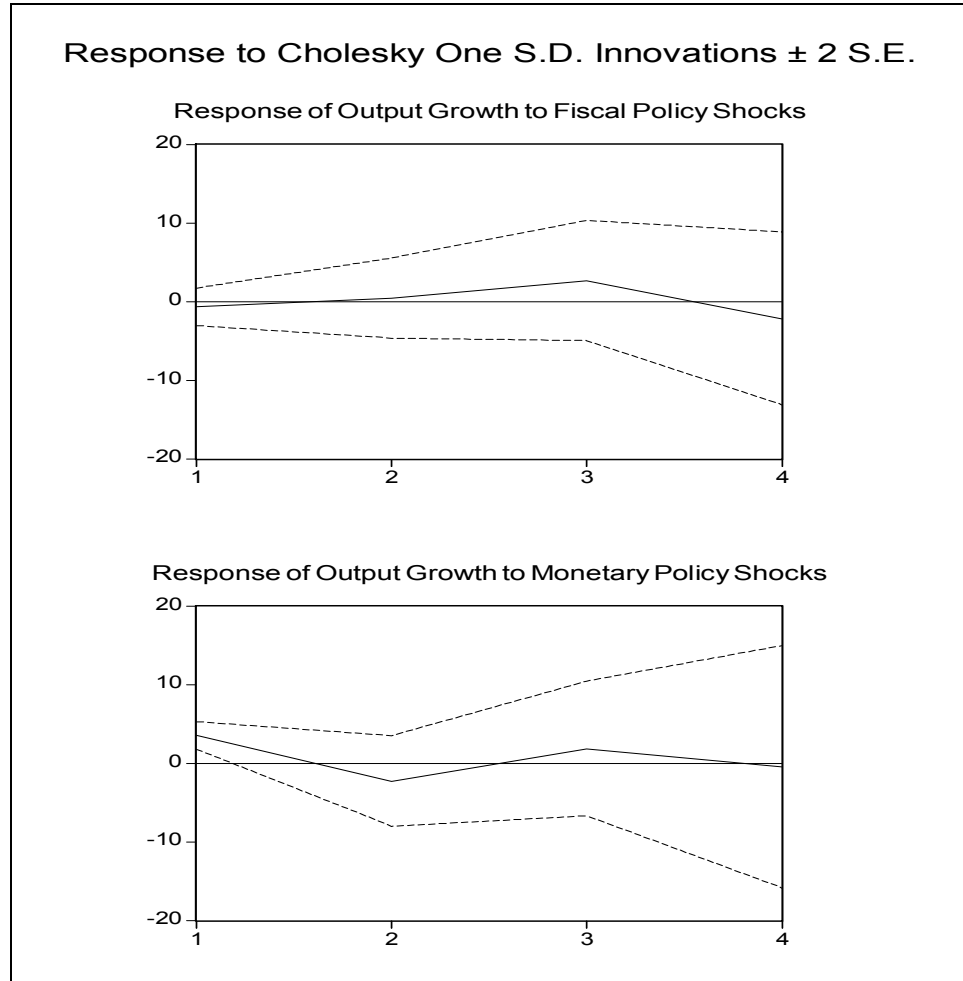 Response to Cholesky One S.D. Innovations ± 2 S.E.
Response of Output Growth to Fiscal Policy Shocks
20
10
0
-10
-20
1 2 3 4
Response of Output Growth to Monetary Policy Shocks
20
10
0
-10
-20
1 2 3 4